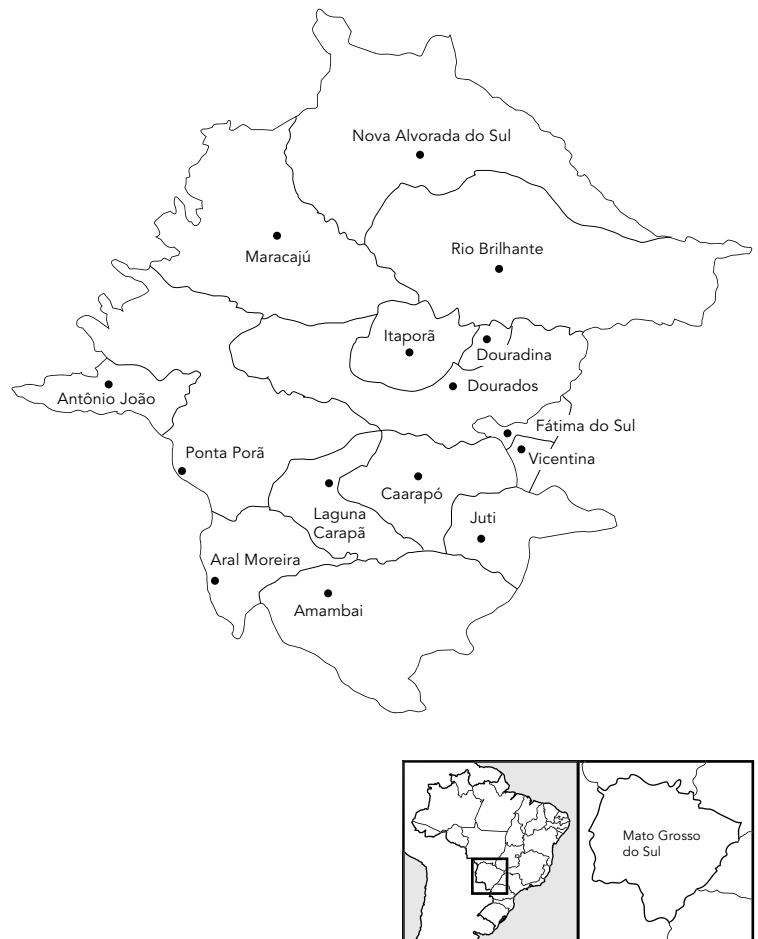 Nova Alvorada do Sul
Rio Brilhante
Maracajú
Itaporã
Douradina
Dourados
Antônio João
Fátima do Sul
Ponta Porã
Vicentina
Caarapó
Laguna
Carapã
Juti
Aral Moreira
Amambai
Mato Grosso
do Sul